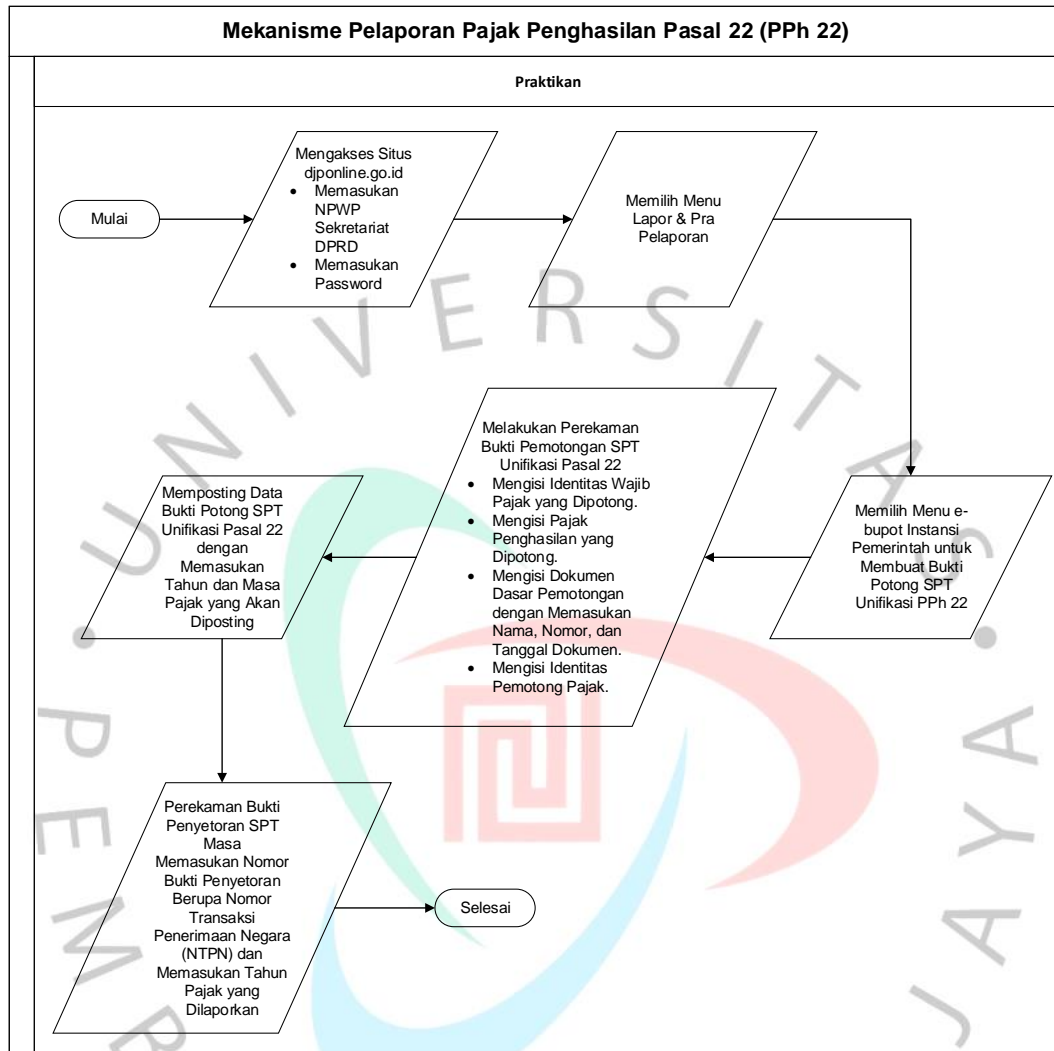 Mekanisme Pelaporan Pajak Penghasilan Pasal 22 (PPh 22)
Praktikan
Mulai
Mengakses Situs
djponline.go.id
• Memasukan
NPWP
Sekretariat
DPRD
• Memasukan
Password
Memilih Menu
Lapor & Pra
Pelaporan
Memilih Menu e-
bupot Instansi
Pemerintah untuk
Membuat Bukti
Potong SPT
Unifikasi PPh 22
Melakukan Perekaman
Bukti Pemotongan SPT
Unifikasi Pasal 22
• Mengisi Identitas Wajib
Pajak yang Dipotong.
• Mengisi Pajak
Penghasilan yang
Dipotong.
• Mengisi Dokumen
Dasar Pemotongan
dengan Memasukan
Nama, Nomor, dan
Tanggal Dokumen.
• Mengisi Identitas
Pemotong Pajak.
Memposting Data
Bukti Potong SPT
Unifikasi Pasal 22
dengan
Memasukan
Tahun dan Masa
Pajak yang Akan
Diposting
Perekaman Bukti
Penyetoran SPT
Masa
Memasukan Nomor
Bukti Penyetoran
Berupa Nomor
Transaksi
Penerimaan Negara
(NTPN) dan
Memasukan Tahun
Pajak yang
Dilaporkan
Selesai
UNIVERSITAS
PEMB
JAYA